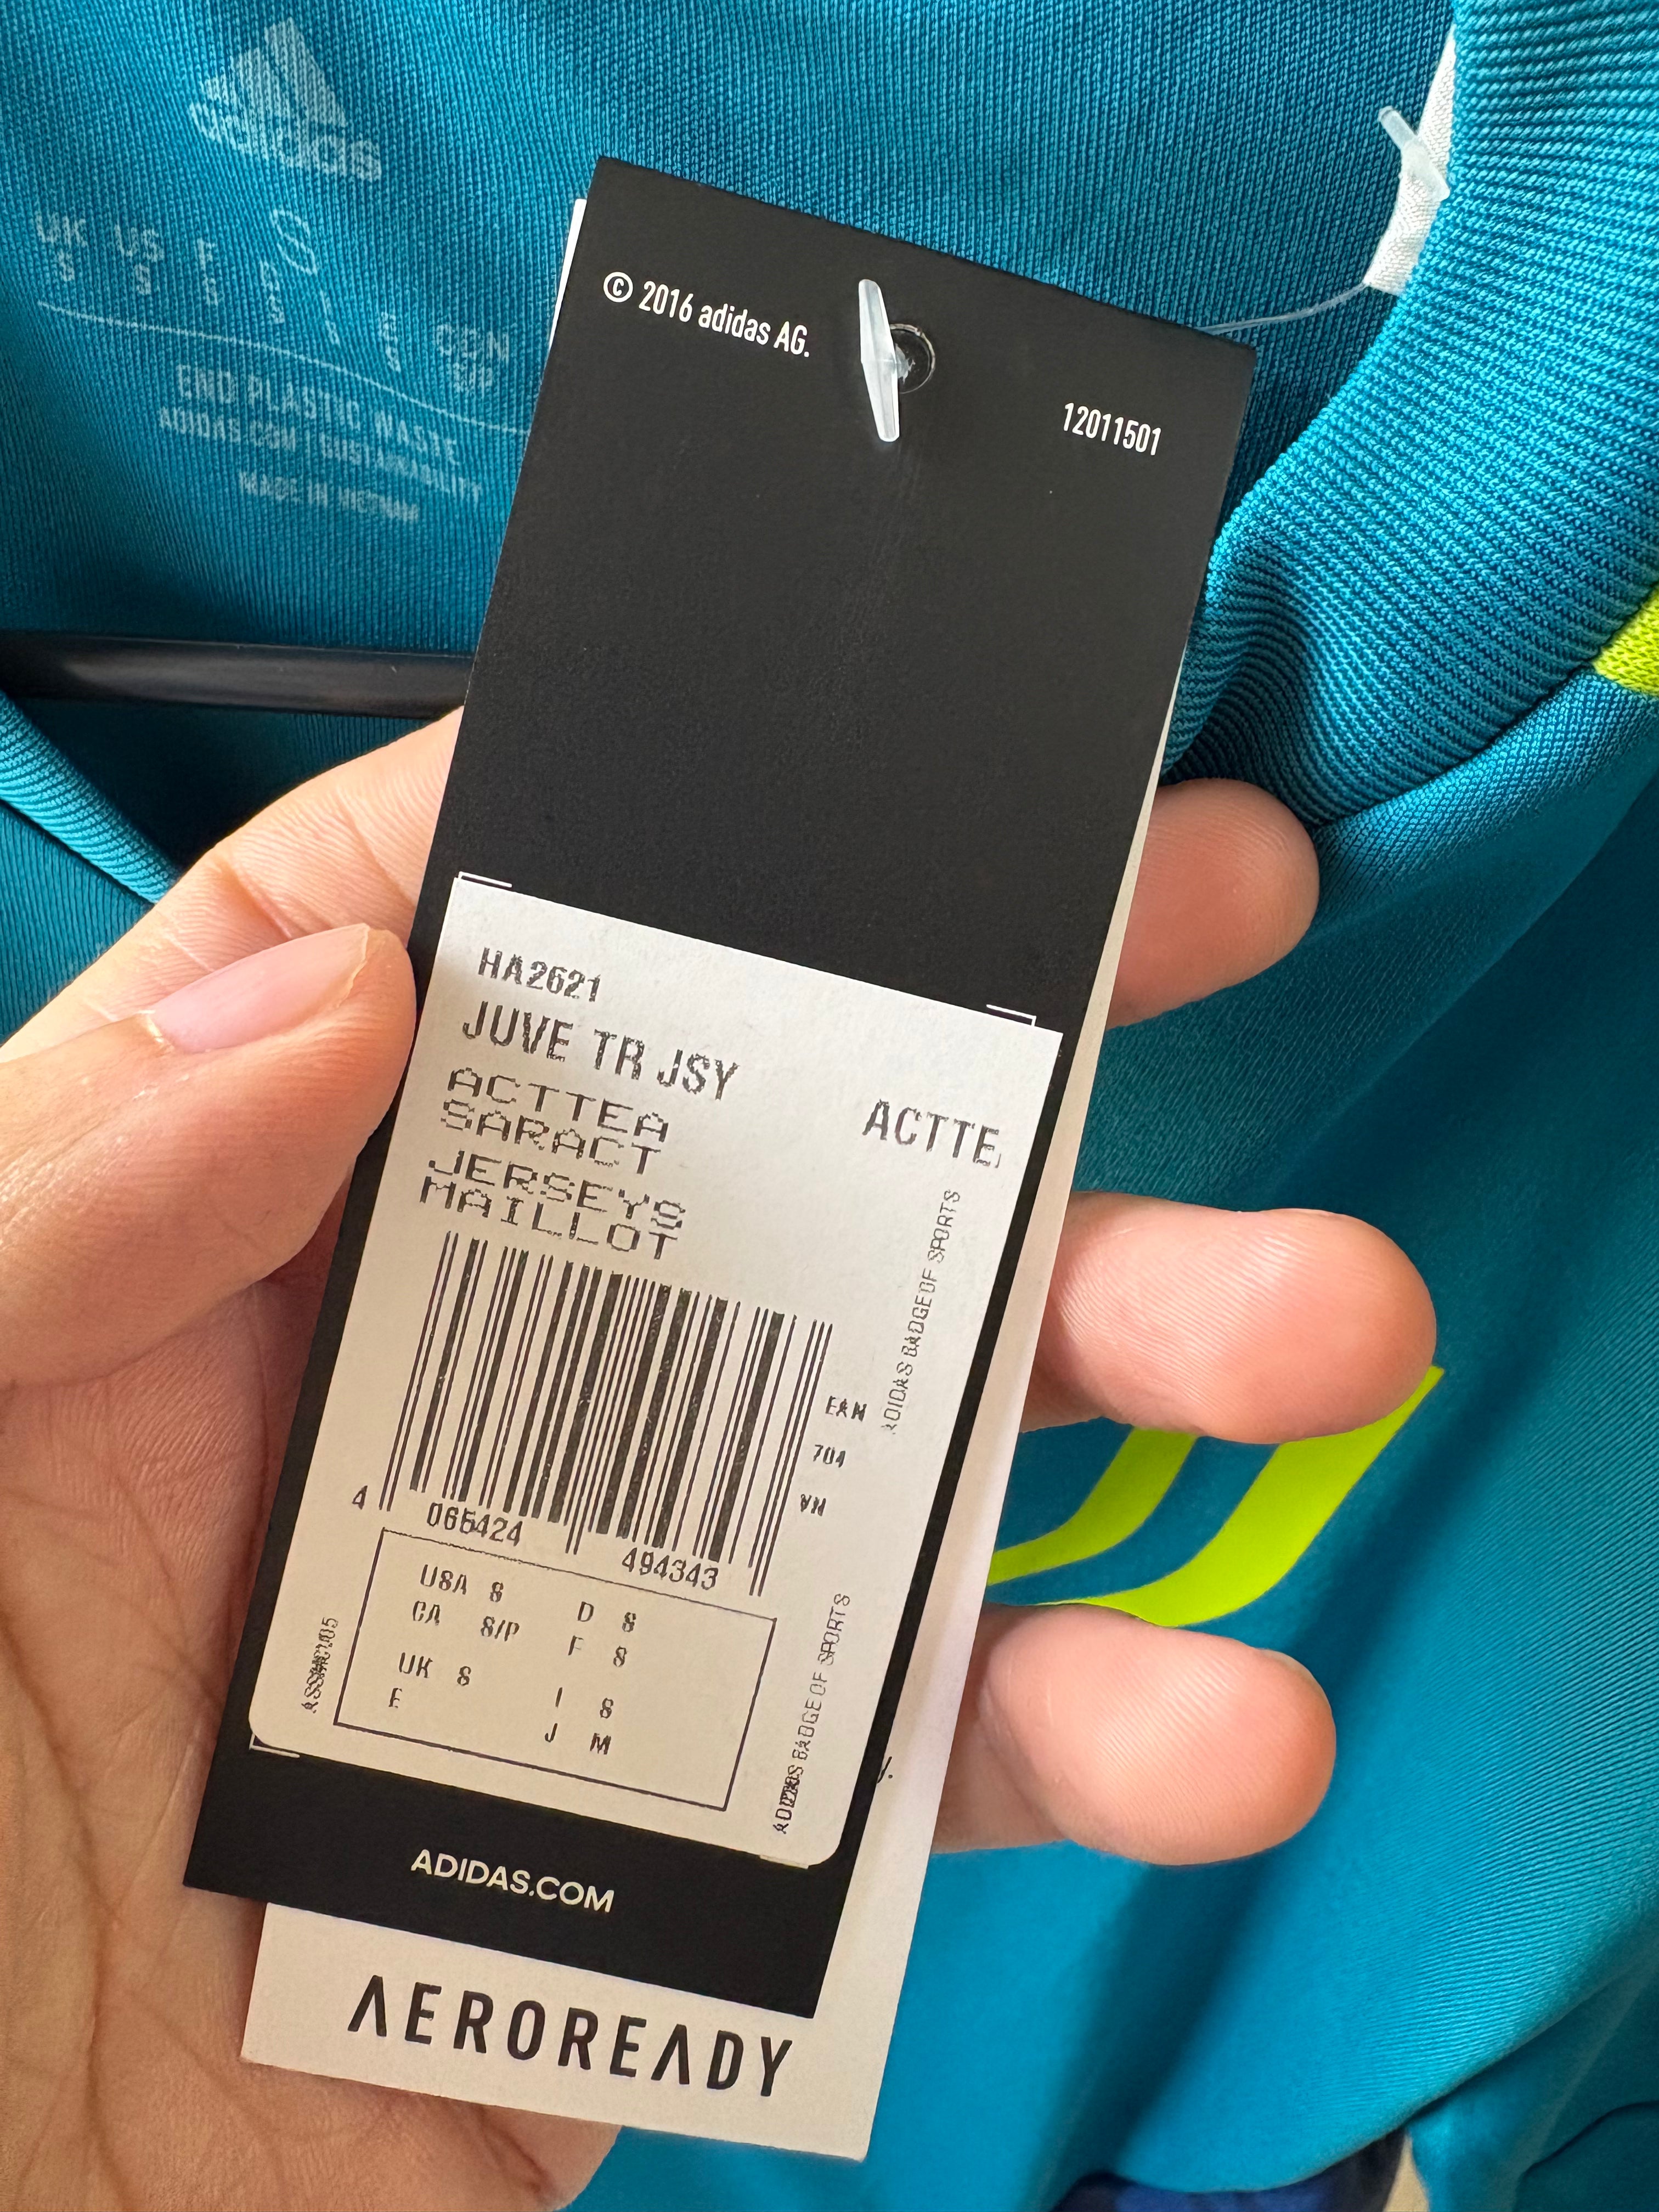 adidas
UK US F D
S S S S
J E CDN
S/P
END PLASTIC WASTE
ADIDAS.COM | SUSTAINABILITY
MADE IN VIETNAM
© 2016 adidas AG.
12011501
HA2621
JUVE TR JSY
ACTTEA
SARACT
ACTTE
JERSEYS
MAILLOT
ADIDAS BADGE OF SPORTS
EAN
704
NA
4 065424 494343
USA S D S
CA S/P F S
UK S I S
E J M
ADIDAS BADGE OF SPORTS
y.
ADIDAS.COM
AEROREADY